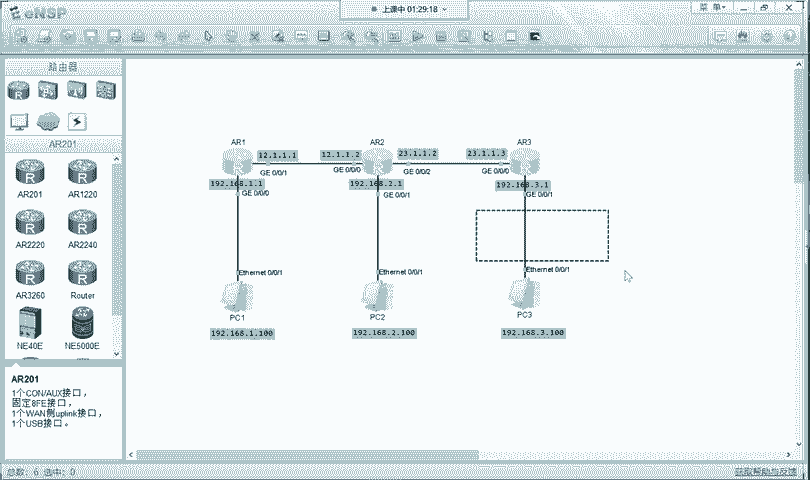 eNSP
上课中 01:29:18
菜 单
路由器
AR201
AR201
AR1220
AR2220
AR2240
AR3260
Router
NE40E
NE5000E
AR201
1个CON/AUX接口，
固定8FE接口，
1个WAN侧uplink接口，
1个USB接口。
AR1
AR2
AR3
12.1.1.1
12.1.1.2
23.1.1.2
23.1.1.3
GE 0/0/1
GE 0/0/0
GE 0/0/2
GE 0/0/0
192.168.1.1
192.168.2.1
192.168.3.1
GE 0/0/0
GE 0/0/1
GE 0/0/1
Ethernet 0/0/1
Ethernet 0/0/1
Ethernet 0/0/1
PC1
PC2
PC3
192.168.1.100
192.168.2.100
192.168.3.100
总数: 6 选中: 0
获取帮助与反馈